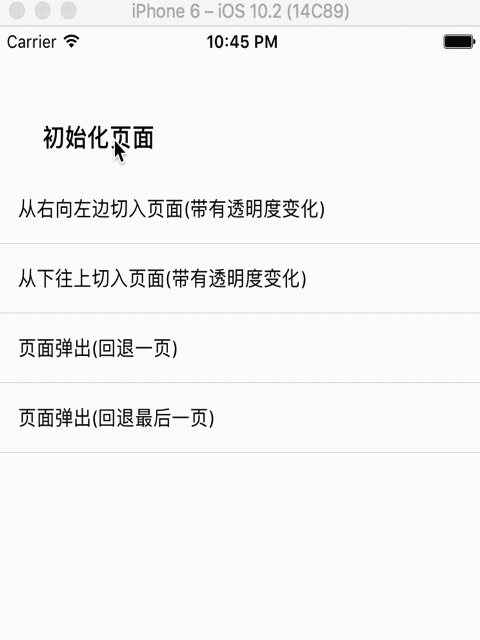 iPhone 6 – iOS 10.2 (14C89)
Carrier 10:45 PM
初始化页面
从右向左边切入页面(带有透明度变化)
从下往上切入页面(带有透明度变化)
页面弹出(回退一页)
页面弹出(回退最后一页)